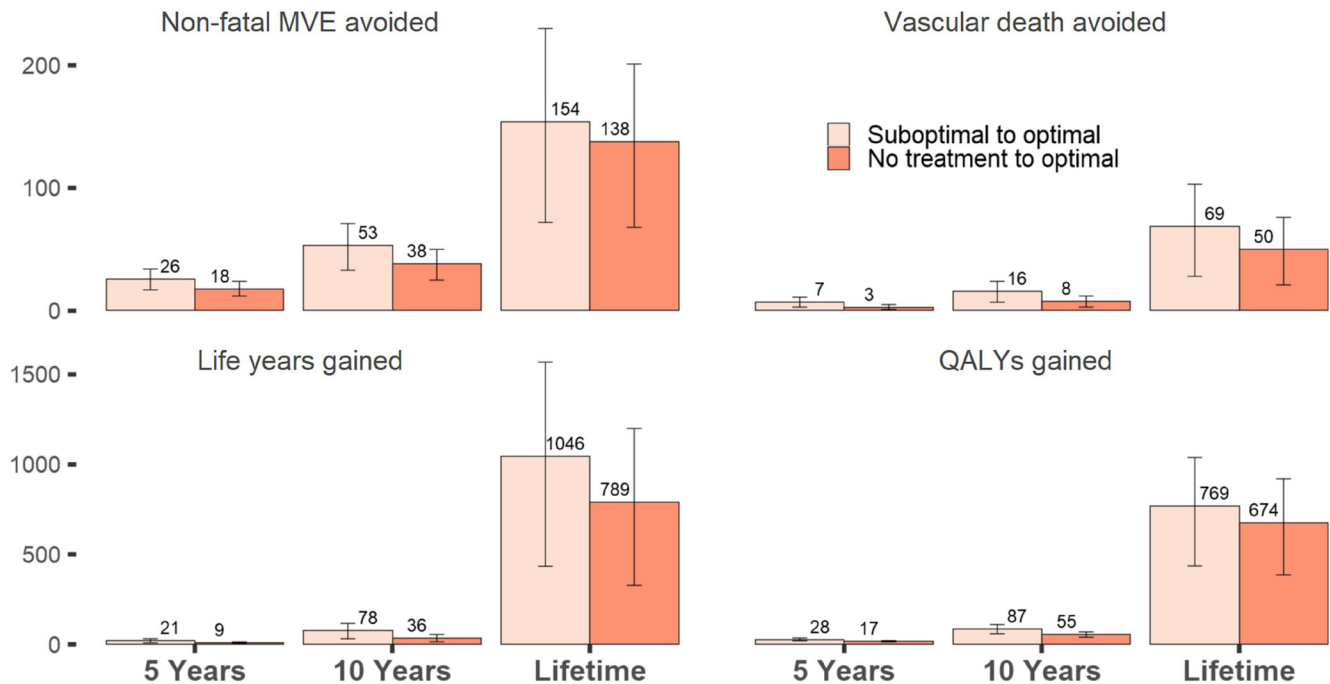 Non-fatal MVE avoided
Vascular death avoided
200
100
0
154
138
53
38
26
18
Suboptimal to optimal
No treatment to optimal
69
50
16
8
7
3
Life years gained
QALYs gained
1500
1000
500
0
1046
789
78
36
21
9
769
674
87
55
28
17
5 Years
10 Years
Lifetime
5 Years
10 Years
Lifetime